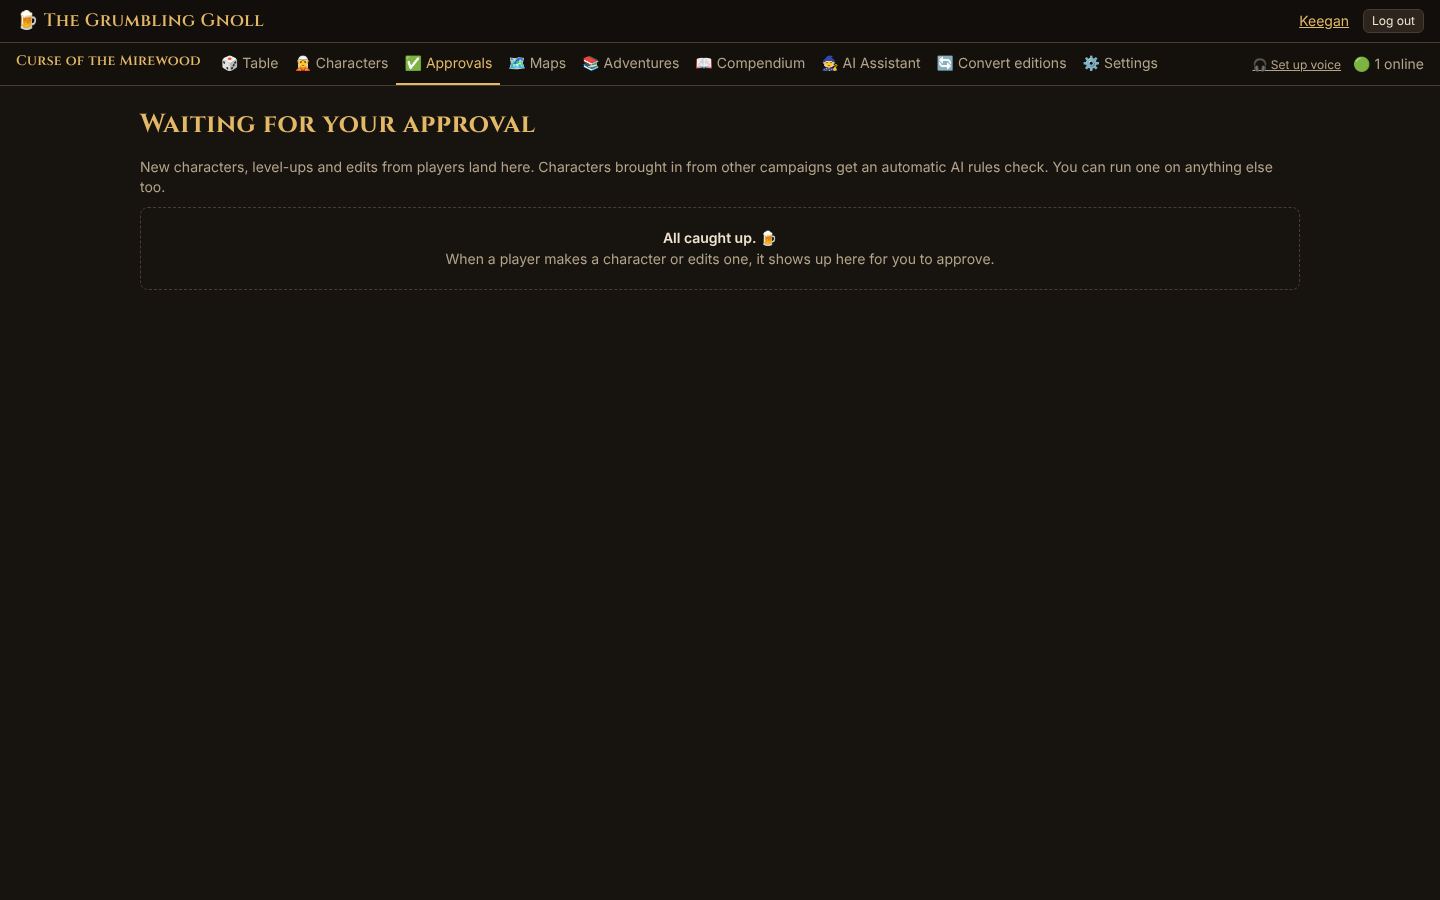 🍺 The Grumbling Gnoll
Keegan
Log out
Curse of the Mirewood
🎲 Table
🧝 Characters
✅ Approvals
🗺️ Maps
📚 Adventures
📖 Compendium
🧙 AI Assistant
🔄 Convert editions
⚙️ Settings
🎧 Set up voice
🟢 1 online
Waiting for your approval
New characters, level-ups and edits from players land here. Characters brought in from other campaigns get an automatic AI rules check. You can run one on anything else
too.
All caught up. 🍺
When a player makes a character or edits one, it shows up here for you to approve.